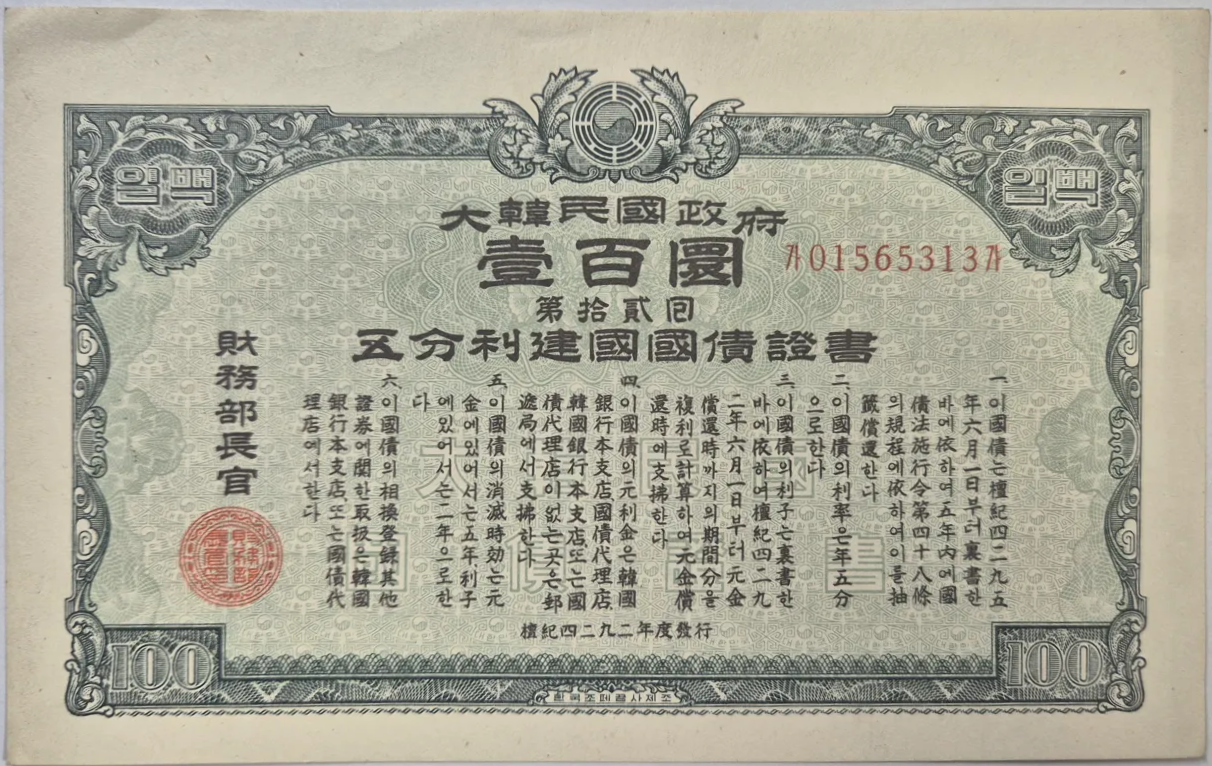 일백
일백
大韓民國政府
壹百圜
가01565313가
第拾貳回
五分利建國國債證書
一、이國債는檀紀四二九五
年六月一日부터裏書한
바에依하여五年內에國
債法施行令第四十八條
의規程에依하여이를抽
籤償還한다
二、이國債의利率은年五分
으로한다
三、이國債의利子는裏書한
바에依하여檀紀四二九
二年六月一日부터元金
償還時까지의期間分을
複利로計算하여元金償
還時에支拂한다
四、이國債의元利金은韓國
銀行本支店國債代理店、
韓國銀行本支店또는國
債代理店이없는곳은郵
遞局에서支拂한다
五、이國債의消滅時効는元
金에있어서는五年利子
에있어서는二年으로한
다
六、이國債의相換登錄其他
證券에關한取扱은韓國
銀行本支店、또는國債代
理店에서한다
財務部長官
檀紀四二九二年度發行
100
100
한국조폐공사제조